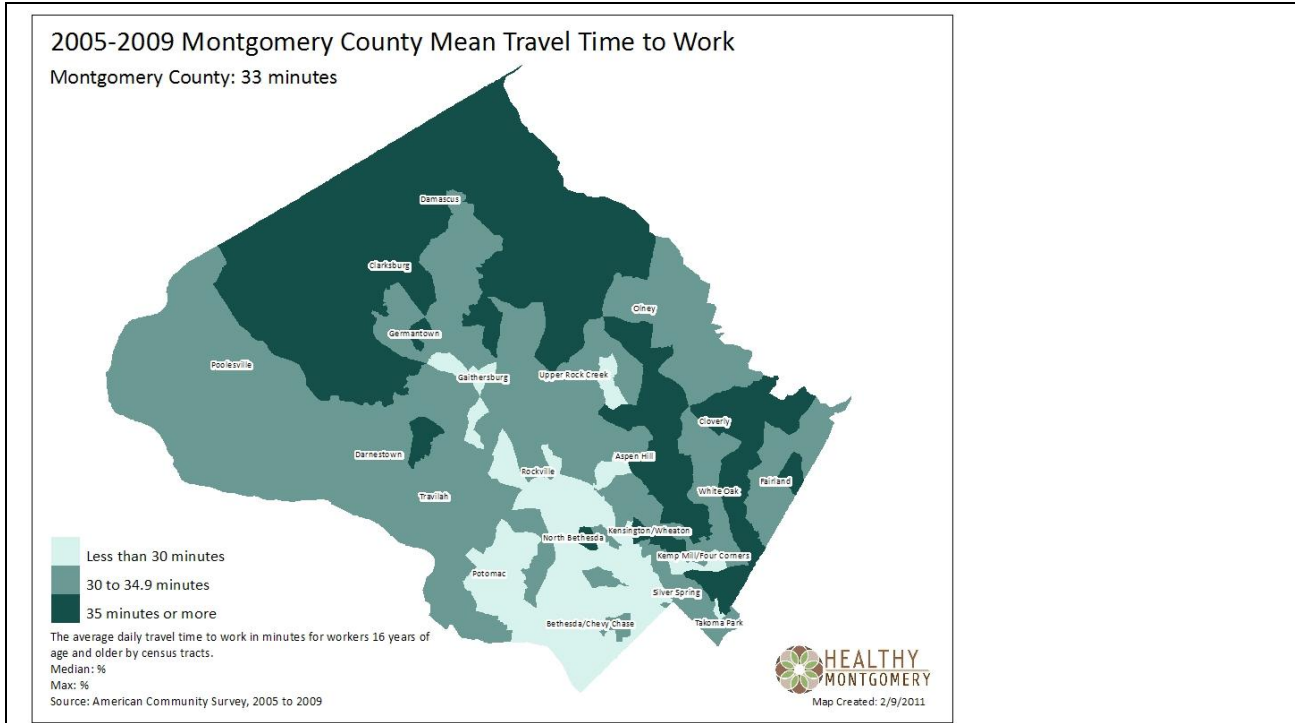 2005-2009 Montgomery County Mean Travel Time to Work
Montgomery County: 33 minutes
Damascus
Clarksburg
Olney
Germantown
Poolesville
Gaithersburg
Upper Rock Creek
Cloverly
Darnestown
Aspen Hill
Rockville
Fairland
White Oak
Travilah
Kensington/Wheaton
North Bethesda
Kemp Mill/Four Corners
Potomac
Silver Spring
Bethesda/Chevy Chase
Takoma Park
Less than 30 minutes
30 to 34.9 minutes
35 minutes or more
The average daily travel time to work in minutes for workers 16 years of
age and older by census tracts.
Median: %
Max: %
Source: American Community Survey, 2005 to 2009
HEALTHY
MONTGOMERY
Map Created: 2/9/2011